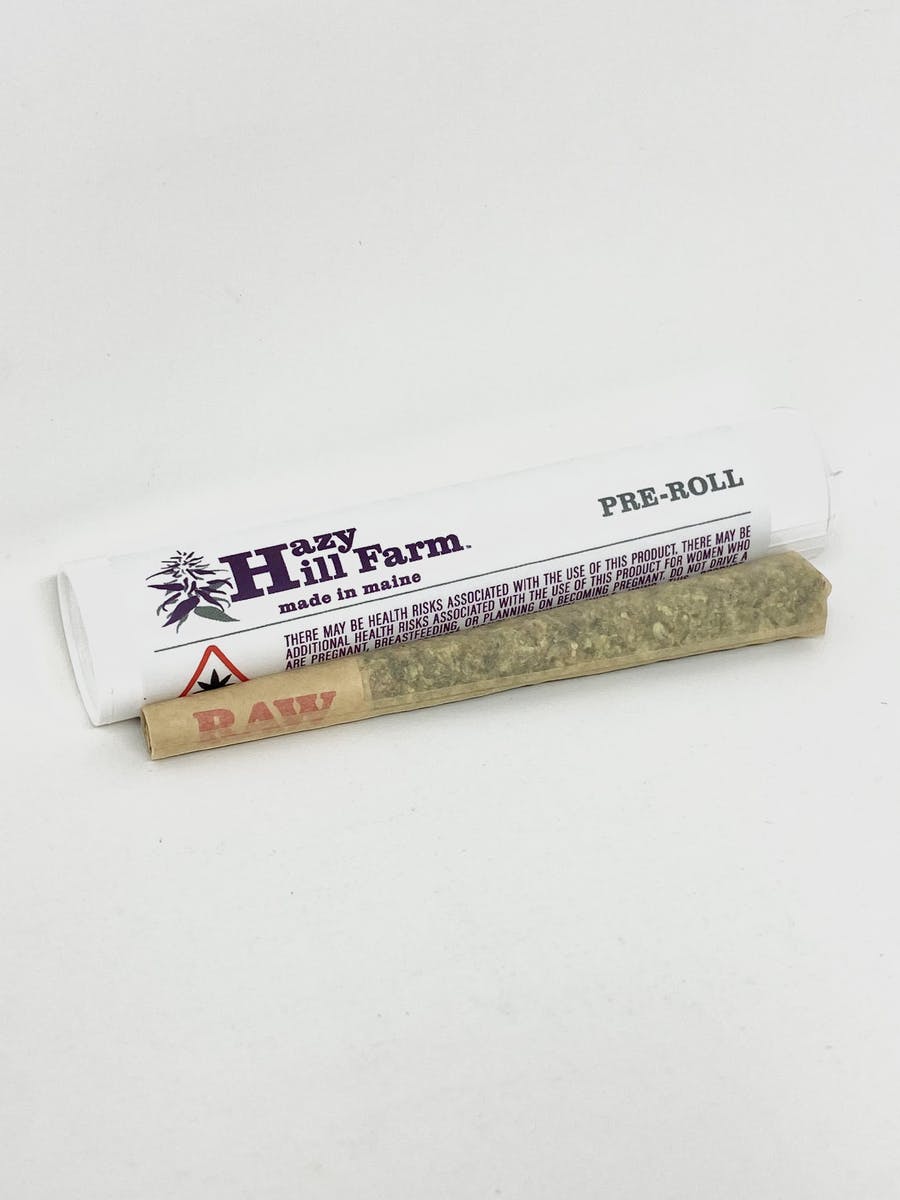 PRE-ROLL
Hazy
Hill Farm™
made in maine
THERE MAY BE HEALTH RISKS ASSOCIATED WITH THE USE OF THIS PRODUCT. THERE MAY BE
ADDITIONAL HEALTH RISKS ASSOCIATED WITH THE USE OF THIS PRODUCT FOR WOMEN WHO
ARE PREGNANT, BREASTFEEDING, OR PLANNING ON BECOMING PREGNANT. DO NOT DRIVE A
RAW